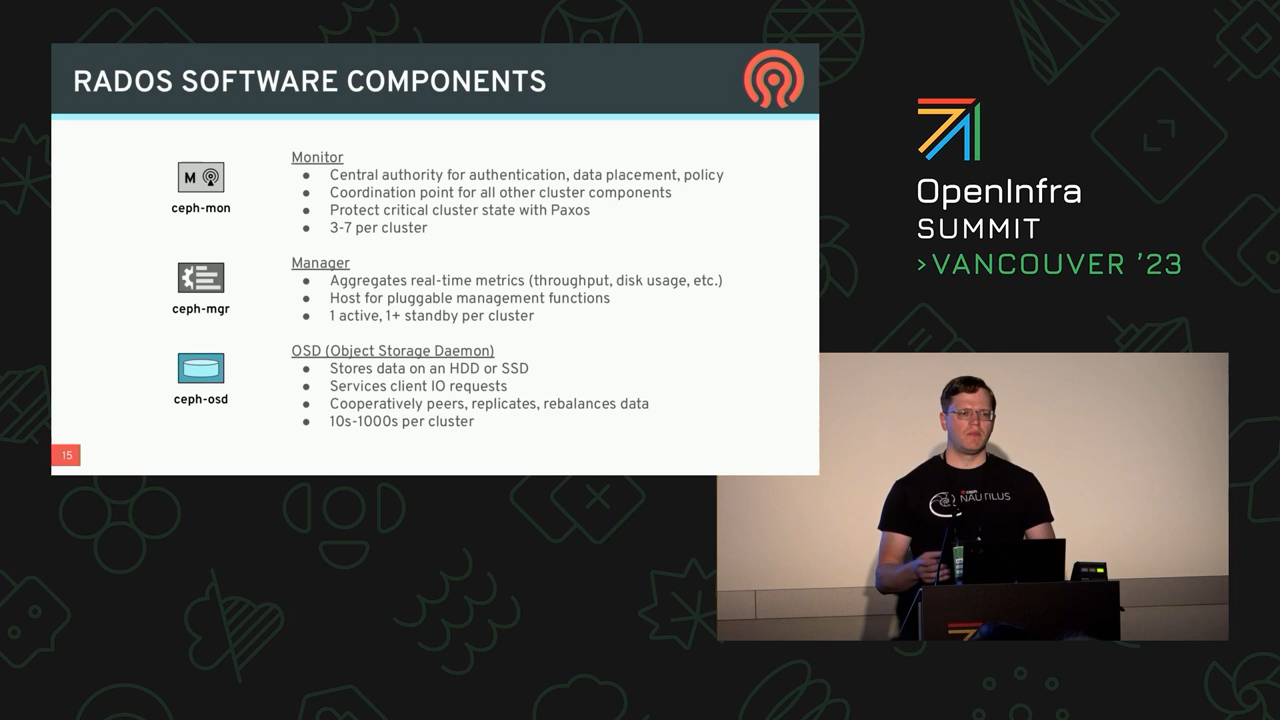 RADOS SOFTWARE COMPONENTS
M
ceph-mon
Monitor
● Central authority for authentication, data placement, policy
● Coordination point for all other cluster components
● Protect critical cluster state with Paxos
● 3-7 per cluster
ceph-mgr
Manager
● Aggregates real-time metrics (throughput, disk usage, etc.)
● Host for pluggable management functions
● 1 active, 1+ standby per cluster
ceph-osd
OSD (Object Storage Daemon)
● Stores data on an HDD or SSD
● Services client IO requests
● Cooperatively peers, replicates, rebalances data
● 10s-1000s per cluster
15
OpenInfra
SUMMIT
>VANCOUVER ’23
ceph
NAUTILUS